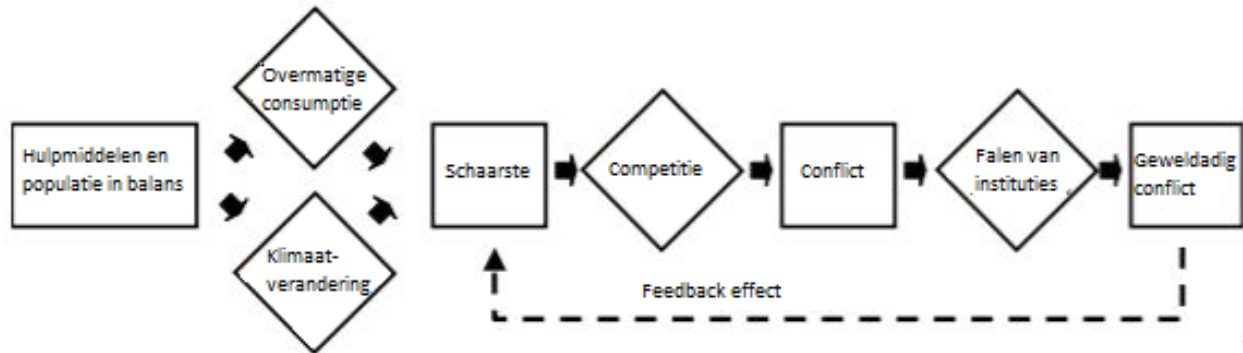 Hulpmiddelen en
populatie in balans
Overmatige
consumptie
Klimaat-
verandering
Schaarste
Competitie
Conflict
Falen van
instituties
Geweldadig
conflict
Feedback effect